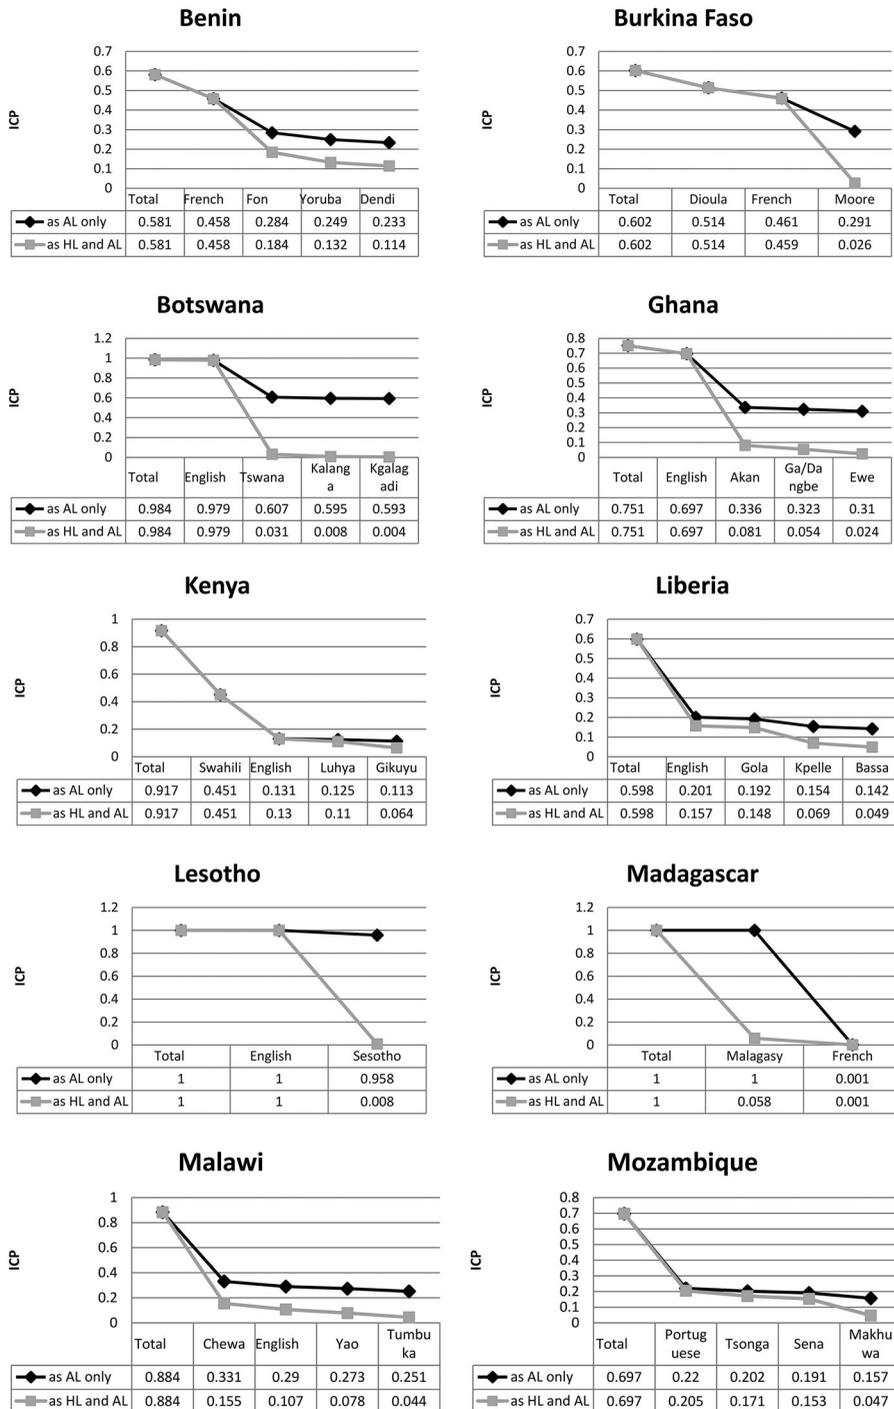 Benin
0.7
0.6
0.5
0.4
0.3
0.2
0.1
0
ICP
Total French Fon Yoruba Dendi
as AL only 0.581 0.458 0.284 0.249 0.233
as HL and AL 0.581 0.458 0.184 0.132 0.114
Burkina Faso
0.7
0.6
0.5
0.4
0.3
0.2
0.1
0
ICP
Total Dioula French Moore
as AL only 0.602 0.514 0.461 0.291
as HL and AL 0.602 0.514 0.459 0.026
Botswana
1.2
1
0.8
0.6
0.4
0.2
0
ICP
Total English Tswana Kalang Kgalag
a adi
as AL only 0.984 0.979 0.607 0.595 0.593
as HL and AL 0.984 0.979 0.031 0.008 0.004
Ghana
0.8
0.7
0.6
0.5
0.4
0.3
0.2
0.1
0
ICP
Total English Akan Ga/Da Ewe
ngbe
as AL only 0.751 0.697 0.336 0.323 0.31
as HL and AL 0.751 0.697 0.081 0.054 0.024
Kenya
1
0.8
0.6
0.4
0.2
0
ICP
Total Swahili English Luhya Gikuyu
as AL only 0.917 0.451 0.131 0.125 0.113
as HL and AL 0.917 0.451 0.13 0.11 0.064
Liberia
0.7
0.6
0.5
0.4
0.3
0.2
0.1
0
ICP
Total English Gola Kpelle Bassa
as AL only 0.598 0.201 0.192 0.154 0.142
as HL and AL 0.598 0.157 0.148 0.069 0.049
Lesotho
1.2
1
0.8
0.6
0.4
0.2
0
ICP
Total English Sesotho
as AL only 1 1 0.958
as HL and AL 1 1 0.008
Madagascar
1.2
1
0.8
0.6
0.4
0.2
0
ICP
Total Malagasy French
as AL only 1 1 0.001
as HL and AL 1 0.058 0.001
Malawi
1
0.8
0.6
0.4
0.2
0
ICP
Total Chewa English Yao Tumbu
ka
as AL only 0.884 0.331 0.29 0.273 0.251
as HL and AL 0.884 0.155 0.107 0.078 0.044
Mozambique
0.8
0.7
0.6
0.5
0.4
0.3
0.2
0.1
0
ICP
Total Portug Tsonga Sena Makhu
uese wa
as AL only 0.697 0.22 0.202 0.191 0.157
as HL and AL 0.697 0.205 0.171 0.153 0.047